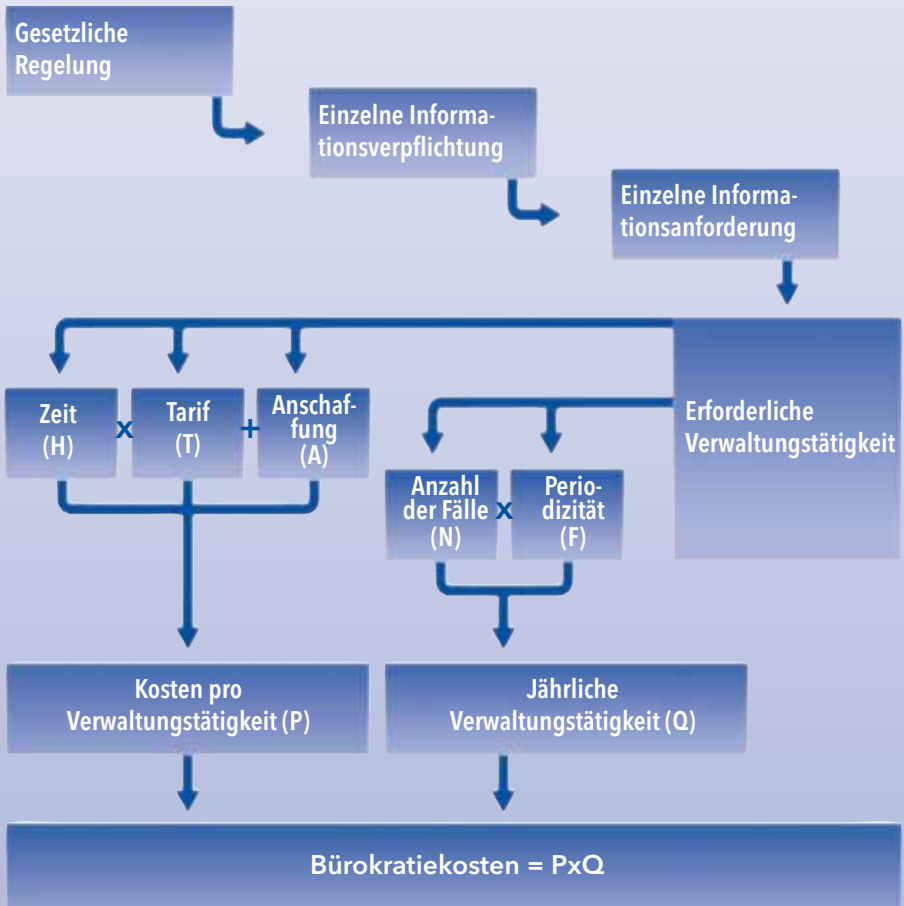 Gesetzliche
Regelung
Einzelne Informa-
tionsverpflichtung
Einzelne Informa-
tionsanforderung
Zeit
(H)
x
Tarif
(T)
+
Anschaf-
fung
(A)
Erforderliche
Verwaltungstätigkeit
Anzahl
der Fälle
(N)
x
Perio-
dizität
(F)
Kosten pro
Verwaltungstätigkeit (P)
Jährliche
Verwaltungstätigkeit (Q)
Bürokratiekosten = PxQ